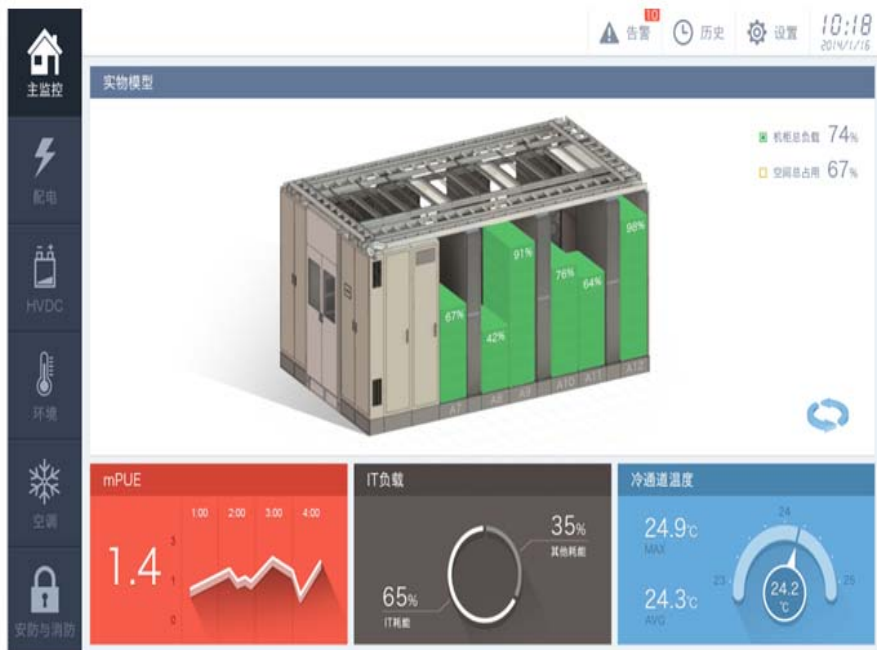 10
告警
历史
设置
10:18
2014/1/16
主监控
配电
HVDC
环境
空调
安防与消防
实物模型
机柜总负载 74%
空间总占用 67%
67%
42%
91%
76%
64%
98%
A7
A8
A9
A10
A11
A12
mPUE
1:00 2:00 3:00 4:00
1.4
3
1
0
IT负载
35%
其他耗能
65%
IT耗能
冷通道温度
24.9℃
MAX
24.3℃
AVG
23
24
25
24.2
℃